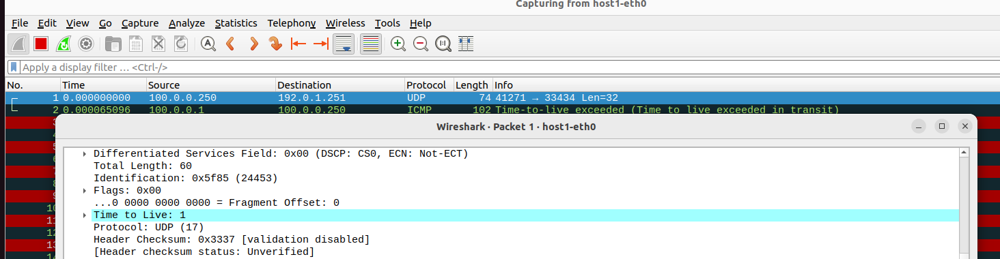 Capturing from host1-eth0
File Edit View Go Capture Analyze Statistics Telephony Wireless Tools Help
Apply a display filter … <Ctrl-/>
No. Time Source Destination Protocol Length Info
1 0.000000000 100.0.0.250 192.0.1.251 UDP 74 41271 → 33434 Len=32
2 0.000065096 100.0.0.1 100.0.0.250 ICMP 102 Time-to-live exceeded (Time to live exceeded in transit)
Wireshark · Packet 1 · host1-eth0
Differentiated Services Field: 0x00 (DSCP: CS0, ECN: Not-ECT)
Total Length: 60
Identification: 0x5f85 (24453)
Flags: 0x00
...0 0000 0000 0000 = Fragment Offset: 0
Time to Live: 1
Protocol: UDP (17)
Header Checksum: 0x3337 [validation disabled]
[Header checksum status: Unverified]